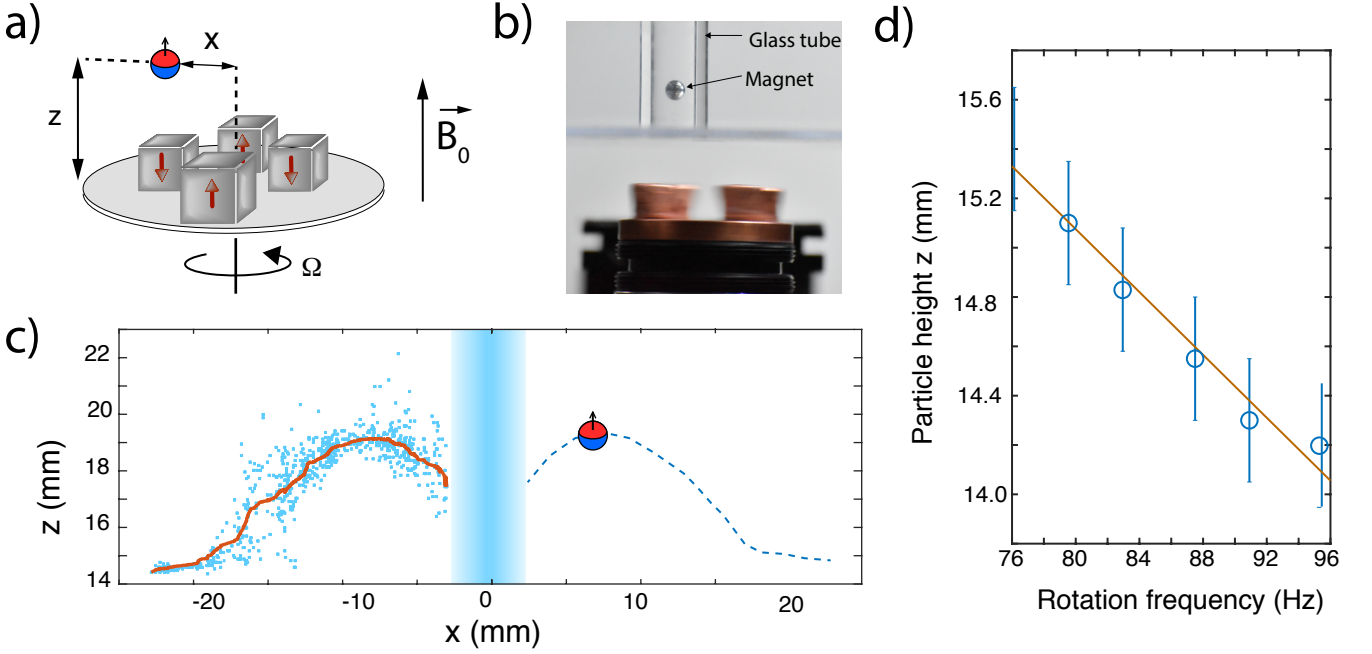 a)
x
z
B₀
Ω
b)
Glass tube
Magnet
c)
z (mm)
22
20
18
16
14
-20
-10
0
10
20
x (mm)
d)
Particle height z (mm)
15.6
15.2
14.8
14.4
14.0
76
80
84
88
92
96
Rotation frequency (Hz)